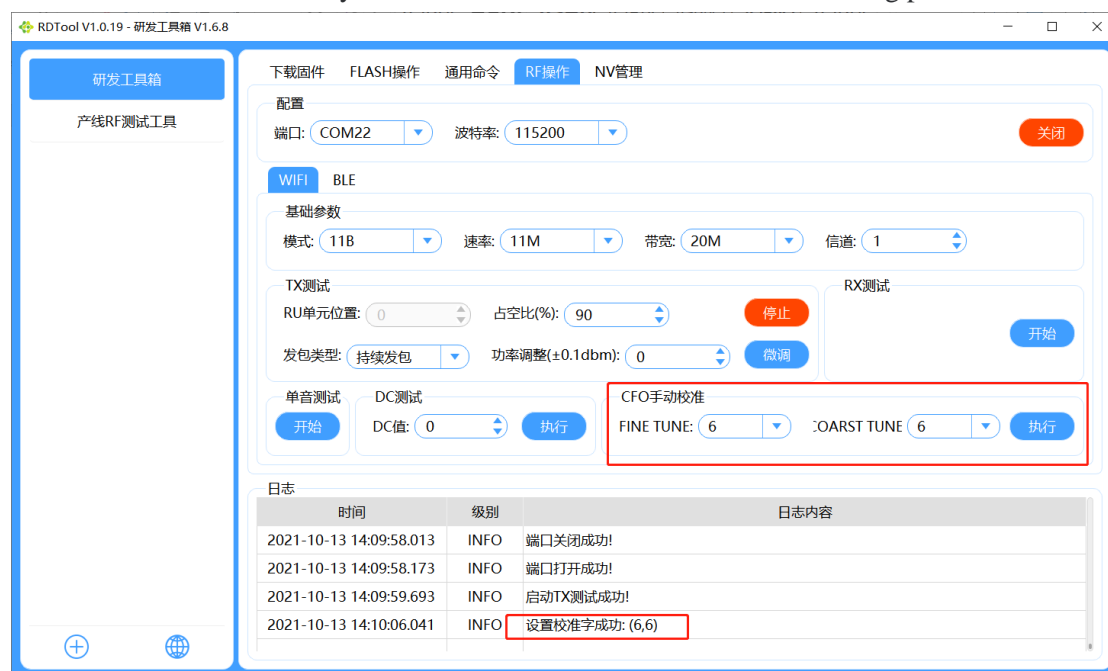 RDTool V1.0.19 - 研发工具箱 V1.6.8
研发工具箱
产线RF测试工具
下载固件 FLASH操作 通用命令 RF操作 NV管理
配置
端口: COM22 波特率: 115200 关闭
WIFI BLE
基础参数
模式: 11B 速率: 11M 带宽: 20M 信道: 1
TX测试 RX测试
RU单元位置: 0 占空比(%): 90 停止
开始
发包类型: 持续发包 功率调整(±0.1dbm): 0 微调
单音测试 DC测试 CFO手动校准
开始 DC值: 0 执行 FINE TUNE: 6 COARST TUNE 6 执行
日志
时间 级别 日志内容
2021-10-13 14:09:58.013 INFO 端口关闭成功!
2021-10-13 14:09:58.173 INFO 端口打开成功!
2021-10-13 14:09:59.693 INFO 启动TX测试成功!
2021-10-13 14:10:06.041 INFO 设置校准字成功: (6,6)